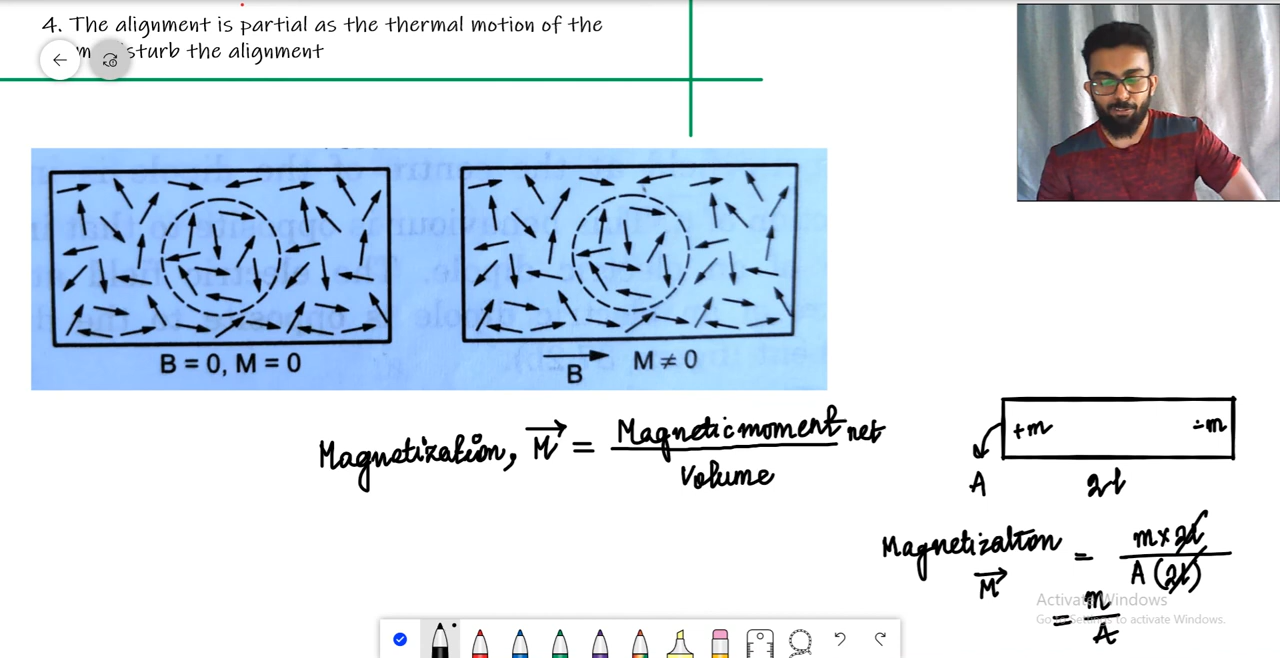 4. The alignment is partial as the thermal motion of the
sturb the alignment
B = 0, M = 0
B
M ≠ 0
Magnetization, M = Magnetic moment net
Volume
+m
-m
A
2l
Magnetization
M
= m x 2l
A (2l)
= m
A
Activate Windows
Go to Settings to activate Windows.